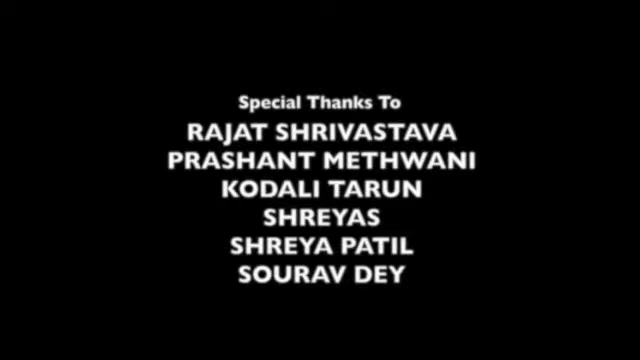 Special Thanks To
RAJAT SHRIVASTAVA
PRASHANT METHWANI
KODALI TARUN
SHREYAS
SHREYA PATIL
SOURAV DEY